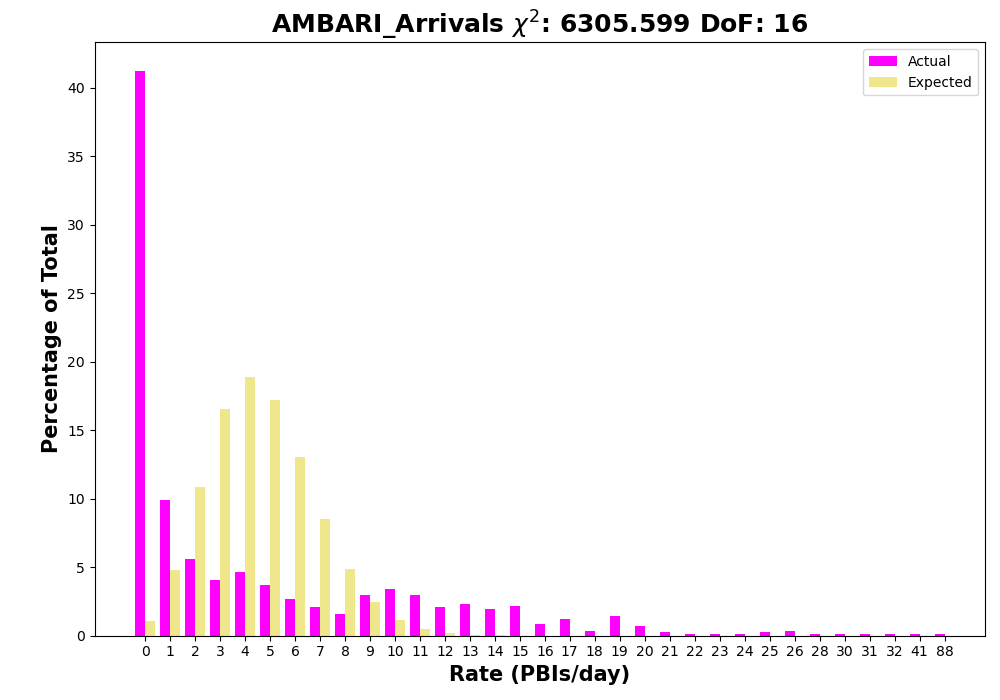 AMBARI_Arrivals χ²: 6305.599 DoF: 16
Actual
Expected
Percentage of Total
40
35
30
25
20
15
10
5
0
0 1 2 3 4 5 6 7 8 9 10 11 12 13 14 15 16 17 18 19 20 21 22 23 24 25 26 28 30 31 32 41 88
Rate (PBIs/day)